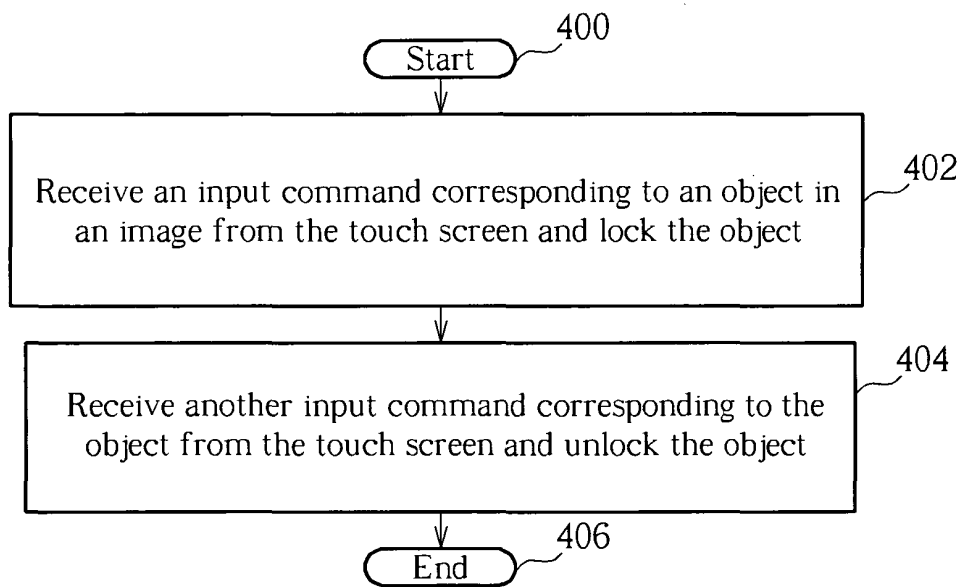 Start
400
Receive an input command corresponding to an object in
an image from the touch screen and lock the object
402
Receive another input command corresponding to the
object from the touch screen and unlock the object
404
End
406